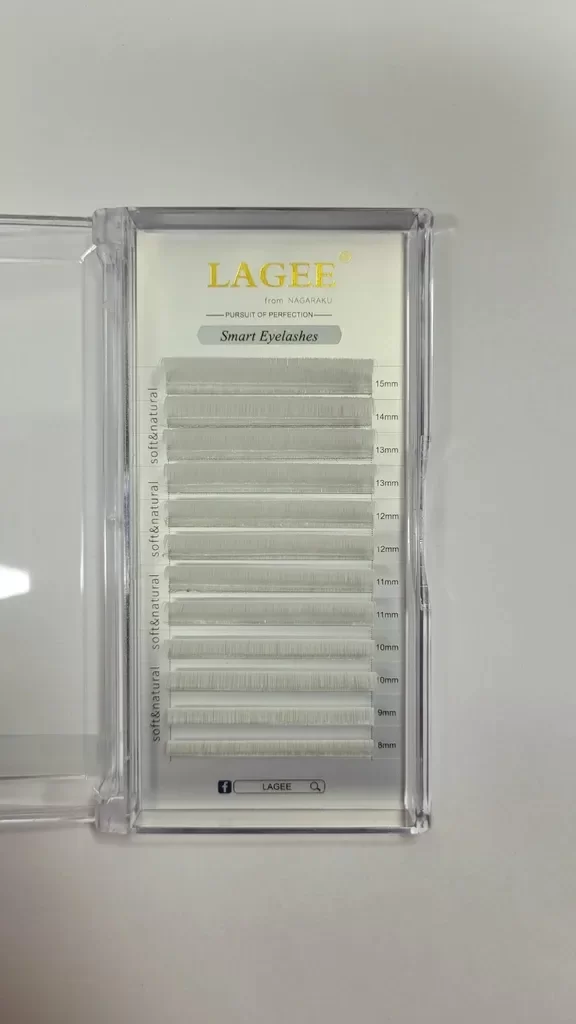 LAGEE®
from NAGARAKU
PURSUIT OF PERFECTION
Smart Eyelashes
15mm
14mm
13mm
13mm
12mm
12mm
11mm
11mm
10mm
10mm
9mm
8mm
soft&natural
soft&natural
soft&natural
soft&natural
f LAGEE